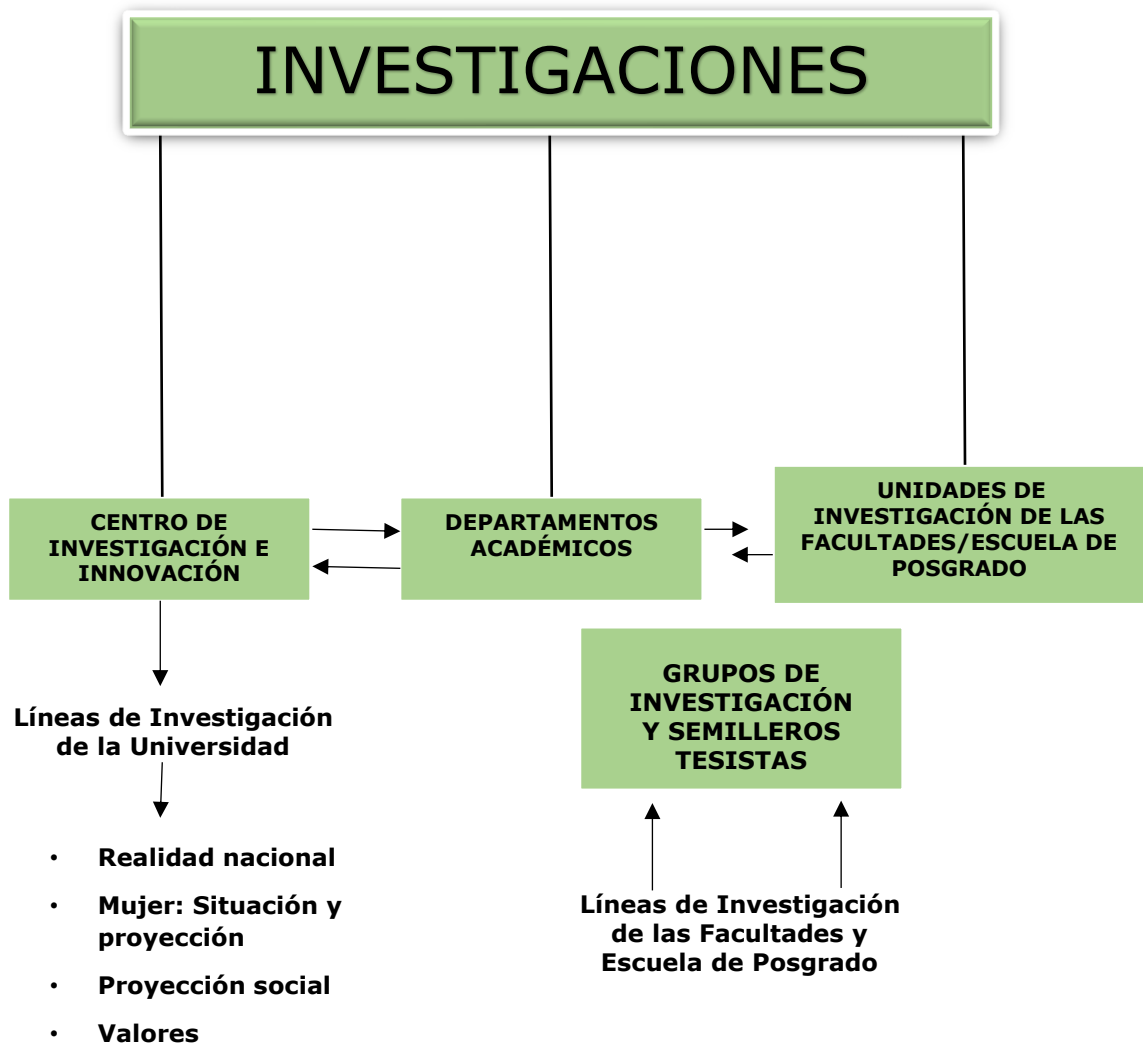 INVESTIGACIONES
CENTRO DE
INVESTIGACIÓN E
INNOVACIÓN
DEPARTAMENTOS
ACADÉMICOS
UNIDADES DE
INVESTIGACIÓN DE LAS
FACULTADES/ESCUELA DE
POSGRADO
GRUPOS DE
INVESTIGACIÓN
Y SEMILLEROS
TESISTAS
Líneas de Investigación
de la Universidad
• Realidad nacional
• Mujer: Situación y
proyección
• Proyección social
• Valores
Líneas de Investigación
de las Facultades y
Escuela de Posgrado